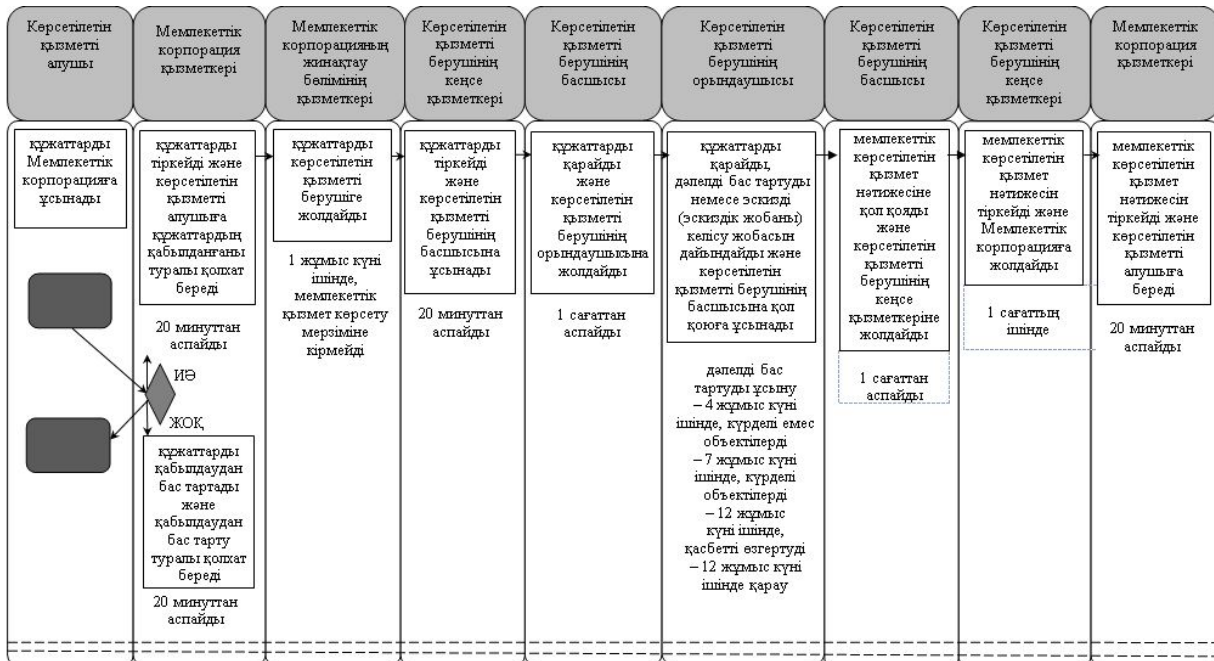 Көрсетілетін
қызметті
алушы
Мемлекеттік
корпорация
қызметкері
Мемлекеттік
корпорацияның
жинақтау
бөлімінің
қызметкері
Көрсетілетін
қызметті
берушінің
кеңсе
қызметкері
Көрсетілетін
қызметті
берушінің
басшысы
Көрсетілетін
қызметті
берушінің
орындаушысы
Көрсетілетін
қызметті
берушінің
басшысы
Көрсетілетін
қызметті
берушінің
кеңсе
қызметкері
Мемлекеттік
корпорация
қызметкері
құжаттарды
Мемлекеттік
корпорацияға
ұсынады
құжаттарды
тіркейді және
көрсетілетін
қызметті
алушыға
құжаттардың
қабылданғаны
туралы қолхат
береді
20 минуттан
аспайды
ИӘ
ЖОҚ
құжаттарды
қабылдаудан
бас тартады
және
қабылдаудан
бас тарту
туралы қолхат
береді
20 минуттан
аспайды
құжаттарды
көрсетілетін
қызметті
берушіге
жолдайды
1 жұмыс күні
ішінде,
мемлекеттік
қызмет көрсету
мерзіміне
кірмейді
құжаттарды
тіркейді
және
көрсетілетін
қызметті
берушінің
басшысына
ұсынады
20 минуттан
аспайды
құжаттарды
қарайды
және
көрсетілетін
қызметті
берушінің
орындаушысына
жолдайды
1 сағаттан
аспайды
құжаттарды
қарайды,
дәлелді бас тартуды
немесе эскизді
(эскиздік жобаны)
келісу жобасын
дайындайды және
көрсетілетін
қызметті берушінің
басшысына қол
қоюға ұсынады
дәлелді бас
тартуды ұсыну
– 4 жұмыс күні
ішінде, күрделі емес
объектілерді
– 7 жұмыс күні
ішінде, күрделі
объектілерді
– 12 жұмыс
күні ішінде,
қасбетті өзгертуді
– 12 жұмыс күні
ішінде қарау
мемлекеттік
көрсетілетін
қызмет
нәтижесіне
қол қояды
және
көрсетілетін
қызметті
берушінің
кеңсе
қызметкеріне
жолдайды
1 сағаттан
аспайды
мемлекеттік
көрсетілетін
қызмет
нәтижесін
тіркейді және
Мемлекеттік
корпорацияға
жолдайды
1 сағаттың
ішінде
мемлекеттік
көрсетілетін
қызмет
нәтижесін
тіркейді және
көрсетілетін
қызметті
алушыға
береді
20 минуттан
аспайды